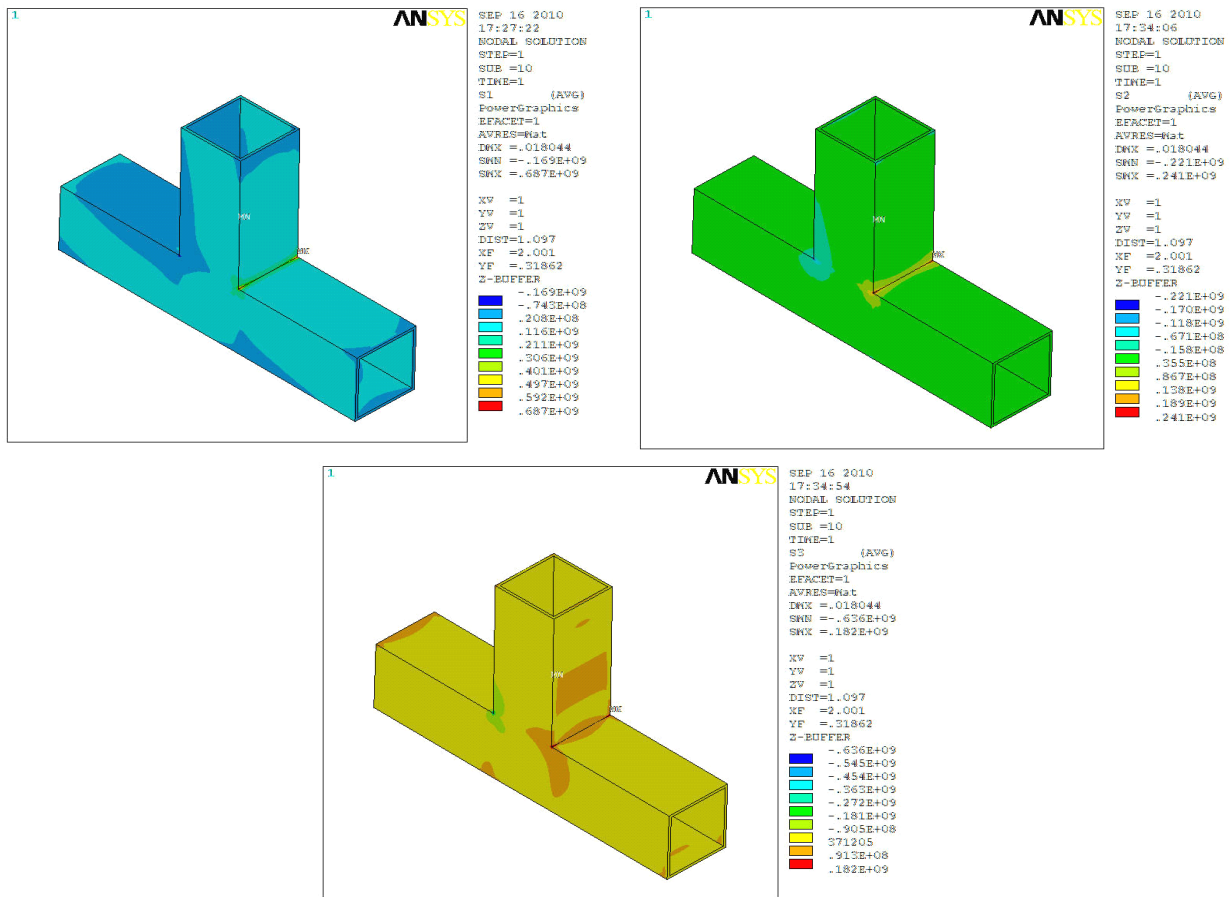 1
ANSYS
SEP 16 2010
17:27:22
NODAL SOLUTION
STEP=1
SUB =10
TIME=1
S1 (AVG)
PowerGraphics
EFACET=1
AVRES=Mat
DMX =.018044
SMN =-.169E+09
SMX =.687E+09
XV =1
YV =1
ZV =1
DIST=1.097
XF =2.001
YF =.31862
Z-BUFFER
-.169E+09
-.743E+08
.208E+08
.116E+09
.211E+09
.306E+09
.401E+09
.497E+09
.592E+09
.687E+09
MN
1
ANSYS
SEP 16 2010
17:34:06
NODAL SOLUTION
STEP=1
SUB =10
TIME=1
S2 (AVG)
PowerGraphics
EFACET=1
AVRES=Mat
DMX =.018044
SMN =-.221E+09
SMX =.241E+09
XV =1
YV =1
ZV =1
DIST=1.097
XF =2.001
YF =.31862
Z-BUFFER
-.221E+09
-.170E+09
-.118E+09
-.671E+08
-.158E+08
.355E+08
.867E+08
.138E+09
.189E+09
.241E+09
MN
1
ANSYS
SEP 16 2010
17:34:54
NODAL SOLUTION
STEP=1
SUB =10
TIME=1
S3 (AVG)
PowerGraphics
EFACET=1
AVRES=Mat
DMX =.018044
SMN =-.636E+09
SMX =.182E+09
XV =1
YV =1
ZV =1
DIST=1.097
XF =2.001
YF =.31862
Z-BUFFER
-.636E+09
-.545E+09
-.454E+09
-.363E+09
-.272E+09
-.181E+09
-.905E+08
371205
.913E+08
.182E+09
MN